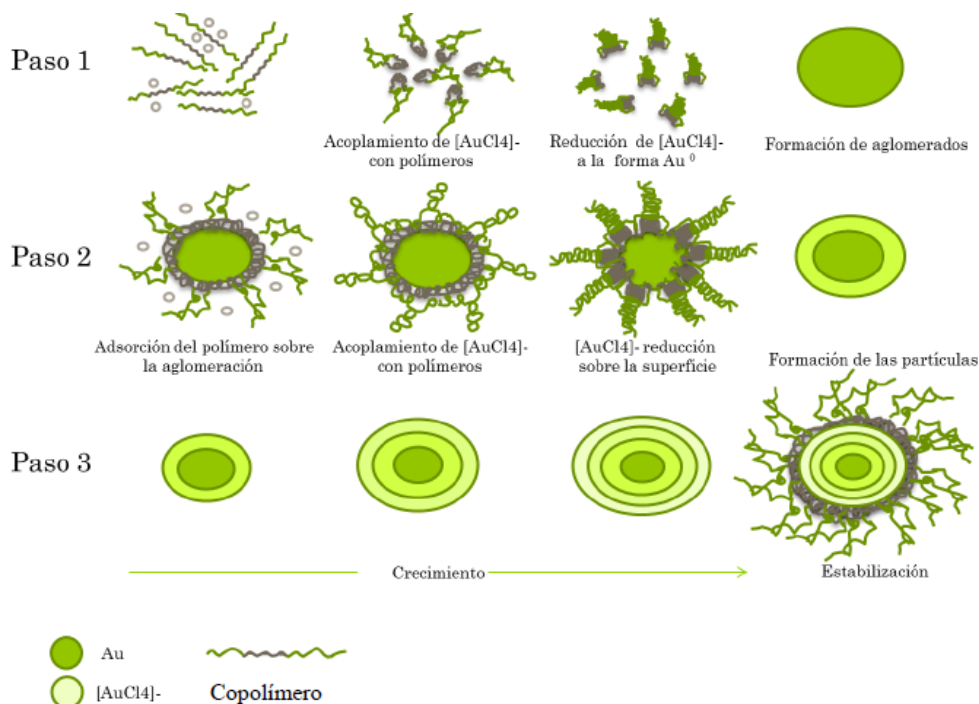 Paso 1
Acoplamiento de [AuCl4]-
con polímeros
Reducción de [AuCl4]-
a la forma Au 0
Formación de aglomerados
Paso 2
Adsorción del polímero sobre
la aglomeración
Acoplamiento de [AuCl4]-
con polímeros
[AuCl4]- reducción
sobre la superficie
Formación de las partículas
Paso 3
Crecimiento
Estabilización
Au
[AuCl4]-
Copolímero